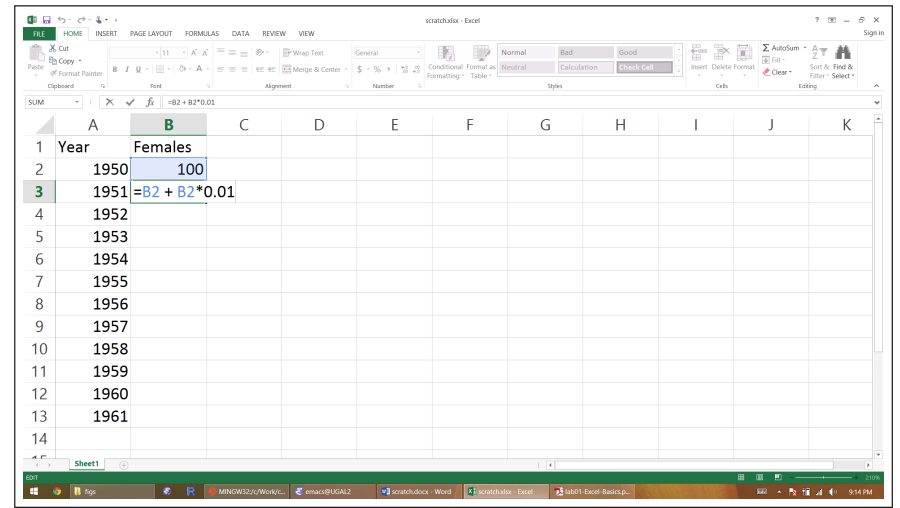 scratch.xlsx - Excel
FILE HOME INSERT PAGE LAYOUT FORMULAS DATA REVIEW VIEW Sign in
Cut
Copy
Format Painter
Paste
11
B I U A
Wrap Text
Merge & Center
General
$ % ,
Conditional Formatting
Format as Table
Normal Bad Good
Neutral Calculation Check Cell
Insert Delete Format
AutoSum
Fill
Clear
Sort & Filter
Find & Select
Clipboard Font Alignment Number Styles Cells Editing
SUM fx =B2 + B2*0.01
A B C D E F G H I J K
1 Year Females
2 1950 100
3 1951 =B2 + B2*0.01
4 1952
5 1953
6 1954
7 1955
8 1956
9 1957
10 1958
11 1959
12 1960
13 1961
14
15
Sheet1
EDIT 210%
figs R MINGW32:/c/Work/c... emacs@UGAL2 scratch.docx - Word scratch.xlsx - Excel lab01-Excel-Basics.p... 9:14 PM